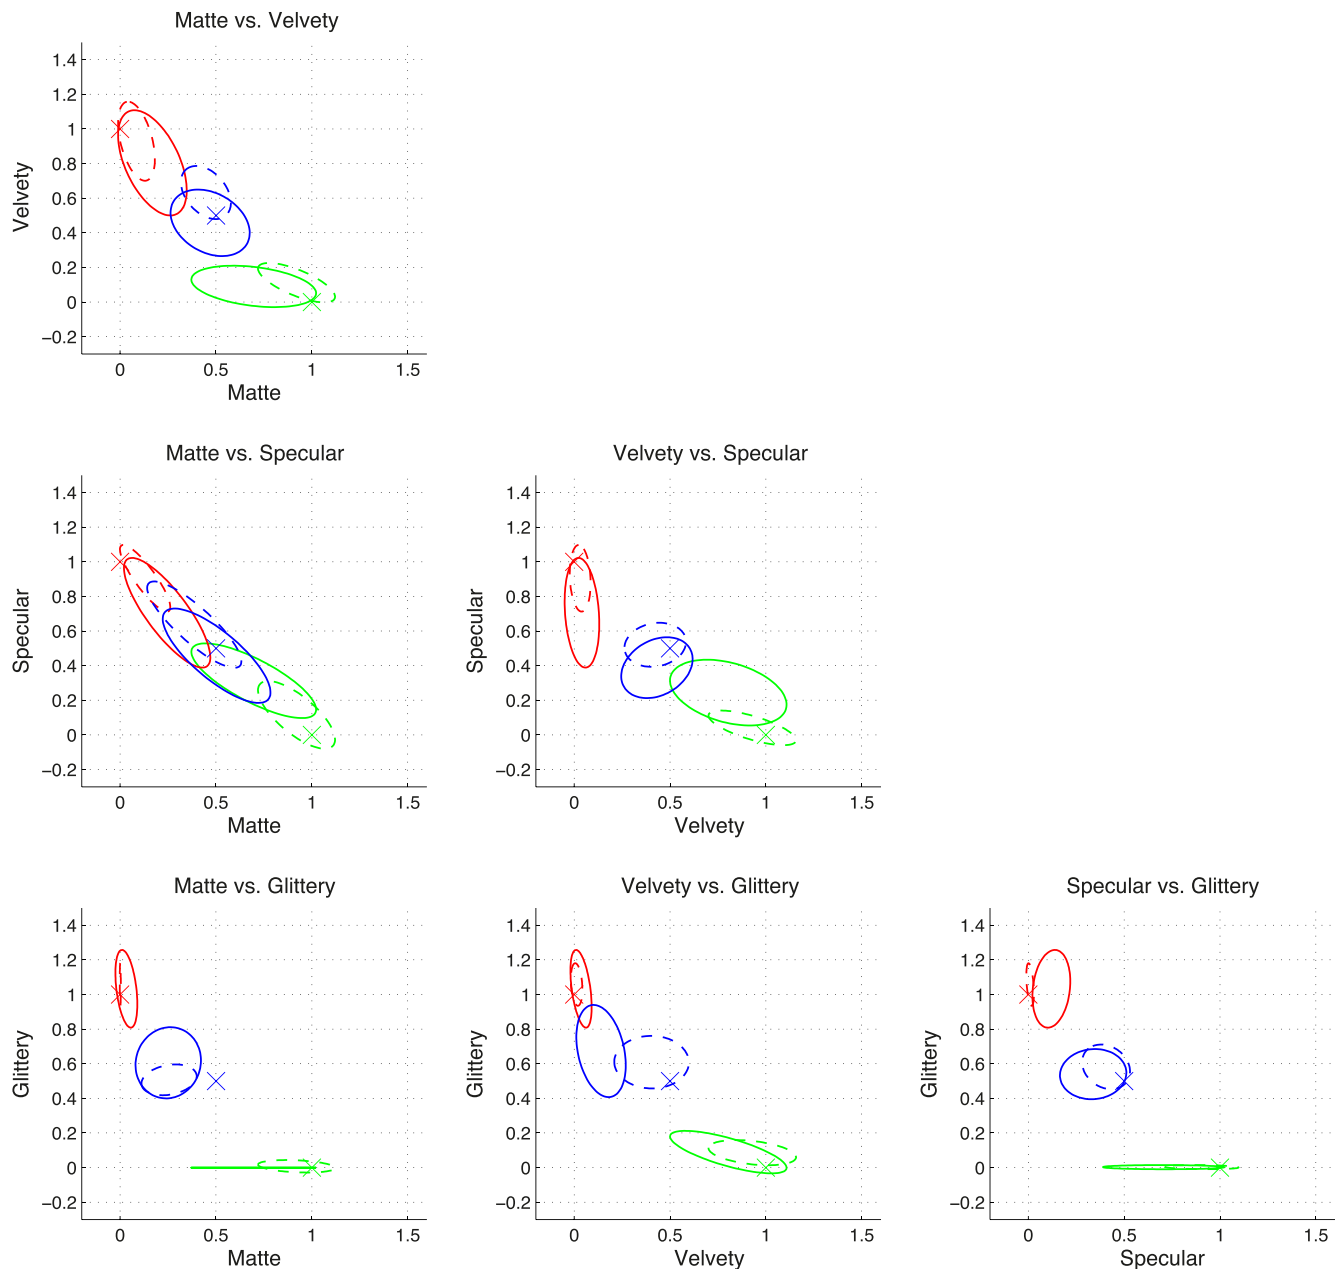 Matte vs. Velvety
1.4
1.2
1
0.8
0.6
0.4
0.2
0
−0.2
Velvety
0 0.5 1 1.5
Matte
Matte vs. Specular
1.4
1.2
1
0.8
0.6
0.4
0.2
0
−0.2
Specular
0 0.5 1 1.5
Matte
Velvety vs. Specular
1.4
1.2
1
0.8
0.6
0.4
0.2
0
−0.2
Specular
0 0.5 1 1.5
Velvety
Matte vs. Glittery
1.4
1.2
1
0.8
0.6
0.4
0.2
0
−0.2
Glittery
0 0.5 1 1.5
Matte
Velvety vs. Glittery
1.4
1.2
1
0.8
0.6
0.4
0.2
0
−0.2
Glittery
0 0.5 1 1.5
Velvety
Specular vs. Glittery
1.4
1.2
1
0.8
0.6
0.4
0.2
0
−0.2
Glittery
0 0.5 1 1.5
Specular